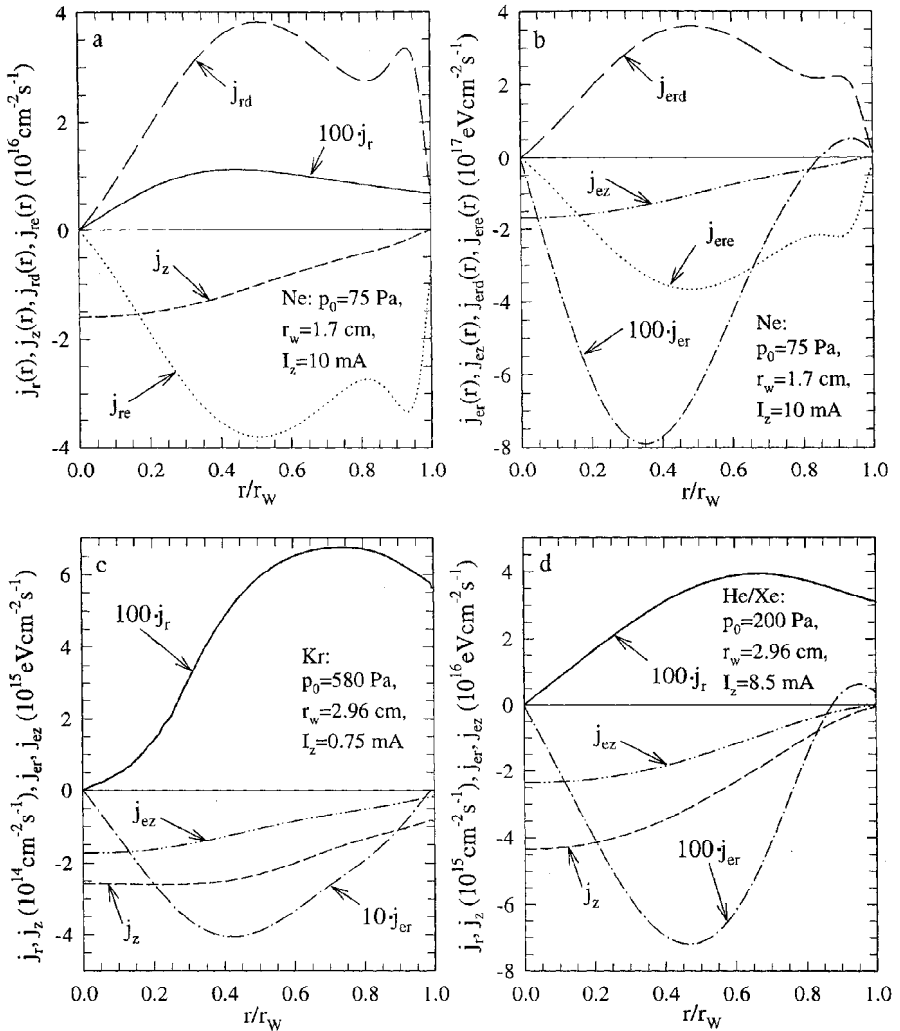 a
j_r(r), j_z(r), j_rd(r), j_re(r) (10^16 cm^-2 s^-1)
4
2
0
-2
-4
j_rd
100·j_r
j_z
j_re
Ne: p_0=75 Pa,
r_w=1.7 cm,
I_z=10 mA
0.0 0.2 0.4 0.6 0.8 1.0
r/r_w
b
j_er(r), j_ez(r), j_erd(r), j_ere(r) (10^17 eVcm^-2 s^-1)
4
2
0
-2
-4
-6
-8
j_erd
j_ez
j_ere
100·j_er
Ne:
p_0=75 Pa,
r_w=1.7 cm,
I_z=10 mA
0.0 0.2 0.4 0.6 0.8 1.0
r/r_w
c
j_r, j_z (10^14 cm^-2 s^-1), j_er, j_ez (10^15 eVcm^-2 s^-1)
6
4
2
0
-2
-4
100·j_r
Kr:
p_0=580 Pa,
r_w=2.96 cm,
I_z=0.75 mA
j_ez
j_z
10·j_er
0.0 0.2 0.4 0.6 0.8 1.0
r/r_w
d
j_r, j_z (10^15 cm^-2 s^-1), j_er, j_ez (10^16 eVcm^-2 s^-1)
4
2
0
-2
-4
-6
-8
He/Xe:
p_0=200 Pa,
r_w=2.96 cm,
I_z=8.5 mA
100·j_r
j_ez
j_z
100·j_er
0.0 0.2 0.4 0.6 0.8 1.0
r/r_w